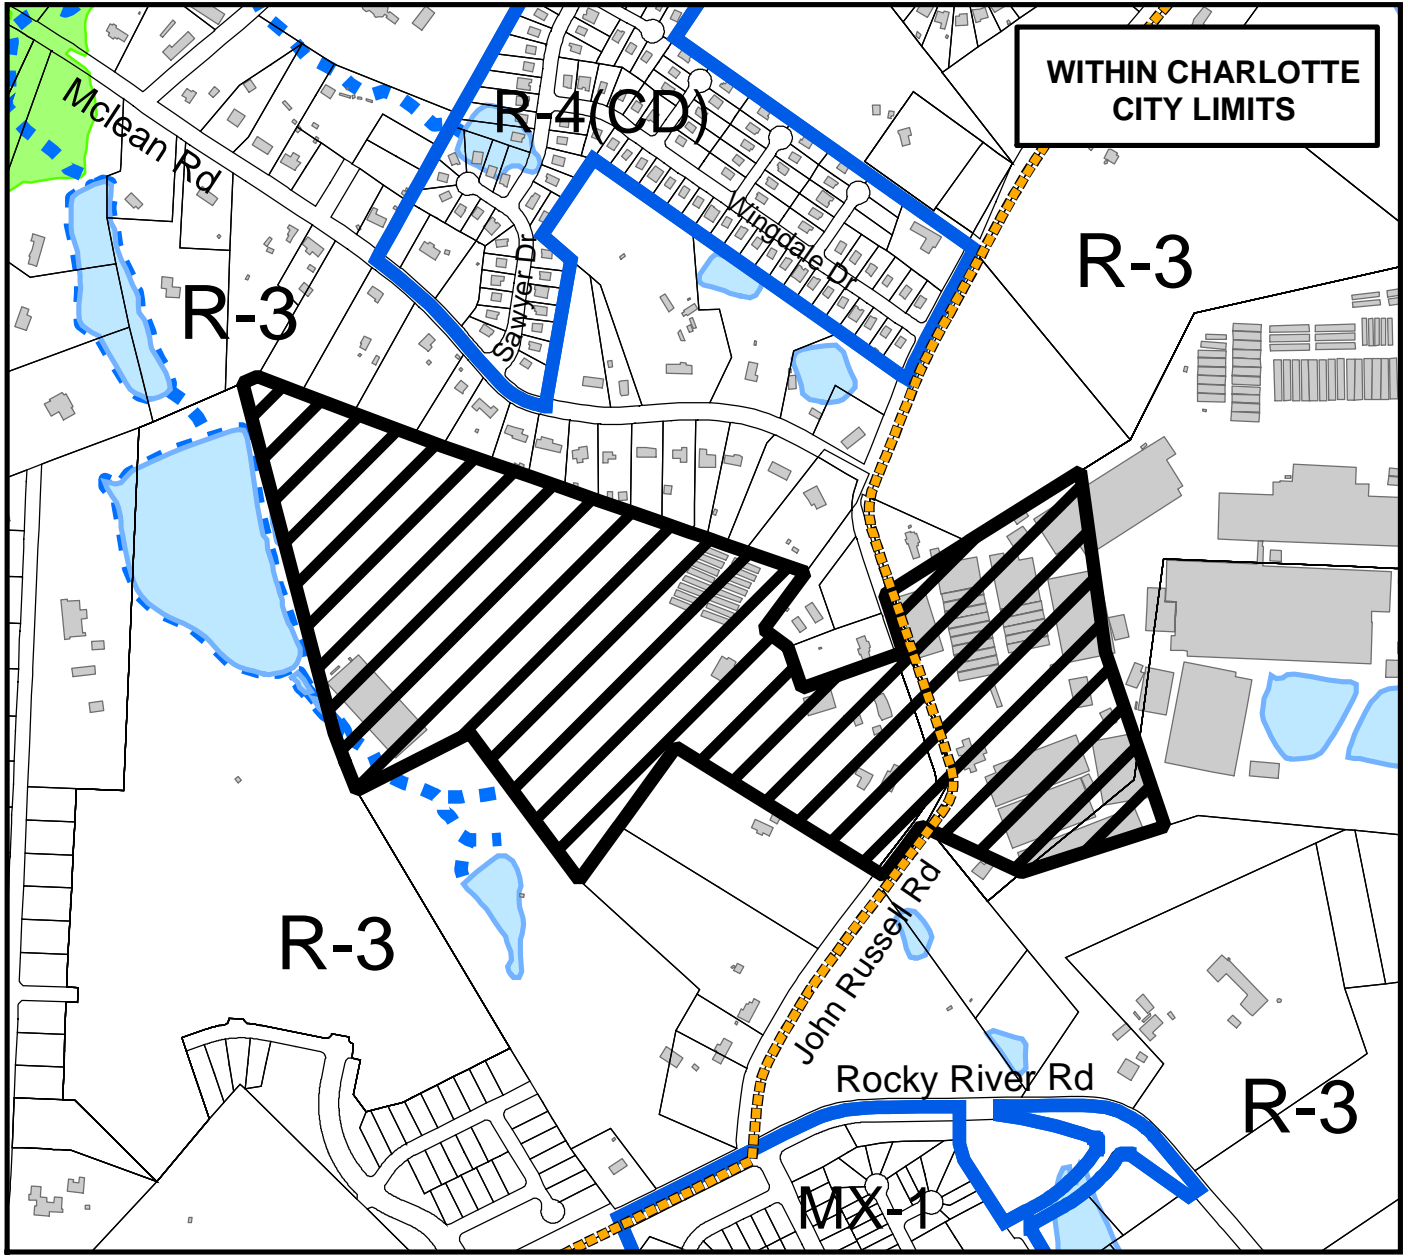 WITHIN CHARLOTTE
CITY LIMITS
R-4(CD)
Mclean Rd
Wingdale Dr
R-3
R-3
Sawyer Dr
R-3
John Russell Rd
Rocky River Rd
R-3
MX-1